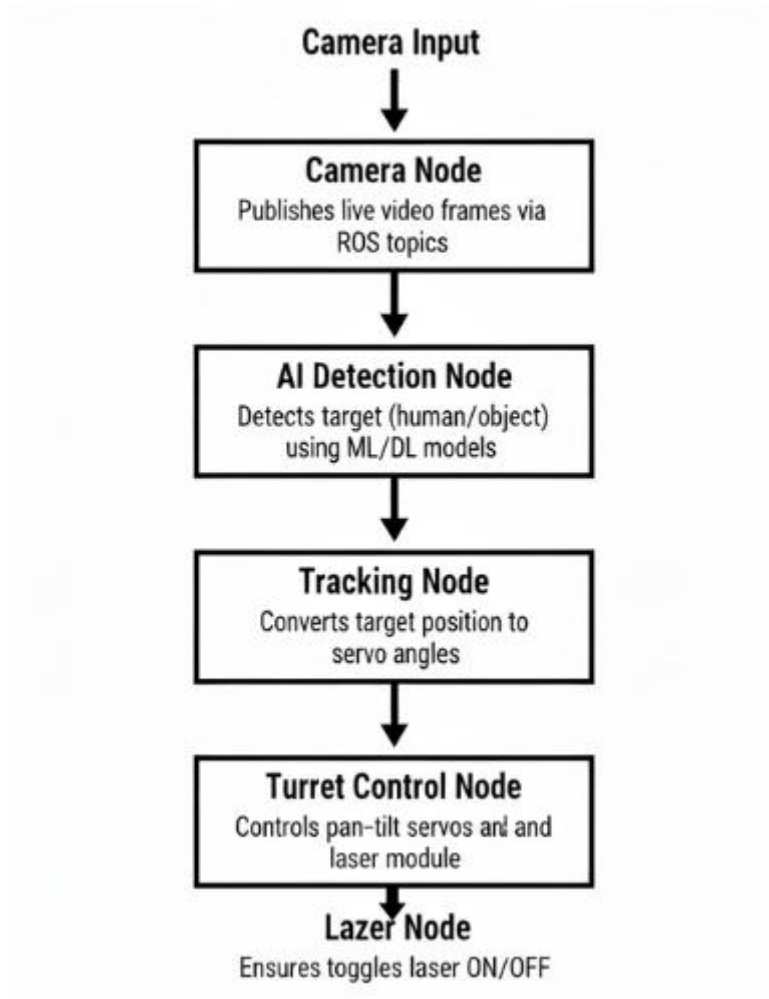 Camera Input
Camera Node
Publishes live video frames via
ROS topics
AI Detection Node
Detects target (human/object)
using ML/DL models
Tracking Node
Converts target position to
servo angles
Turret Control Node
Controls pan-tilt servos and and
laser module
Lazer Node
Ensures toggles laser ON/OFF